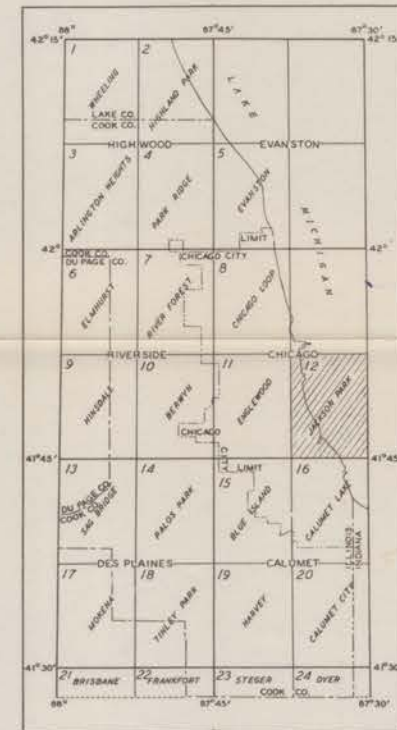 88° 87°45' 87°30'
42°15' 42°15'
1 2
WHEELING HIGHLAND PARK LAKE
LAKE CO.
COOK CO.
3 HIGHWOOD 4 5 EVANSTON
ARLINGTON HEIGHTS PARK RIDGE EVANSTON MICHIGAN
LIMIT
42° 42°
COOK CO. 7 CHICAGO CITY
DU PAGE CO.
6 8
ELMHURST RIVER FOREST CHICAGO LOOP
RIVERSIDE CHICAGO
9 10 11 12
HINSDALE BERWYN ENGLEWOOD JACKSON PARK
CHICAGO
41°45' CITY 41°45'
13 14 15 LIMIT 16
DU PAGE CO.
COOK CO.
SAG BRIDGE PALOS PARK BLUE ISLAND CALUMET LAKE
ILLINOIS
INDIANA
DES PLAINES CALUMET
17 18 19 20
MOKENA TINLEY PARK HARVEY CALUMET CITY
41°30' 41°30'
21 BRISBANE 22 FRANKFORT 23 STEGER 24 DYER
COOK CO.
88° 87°45' 87°30'